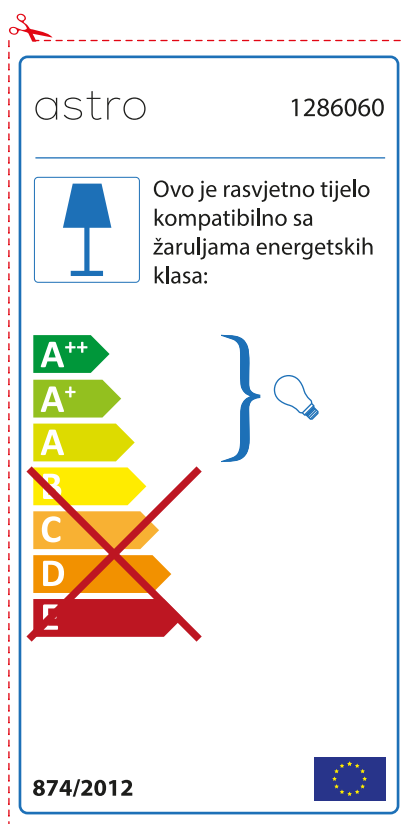 astro
1286060
Ovo je rasvjetno tijelo
kompatibilno sa
žaruljama energetskih
klasa:
A++
A+
A
B
C
D
E
874/2012